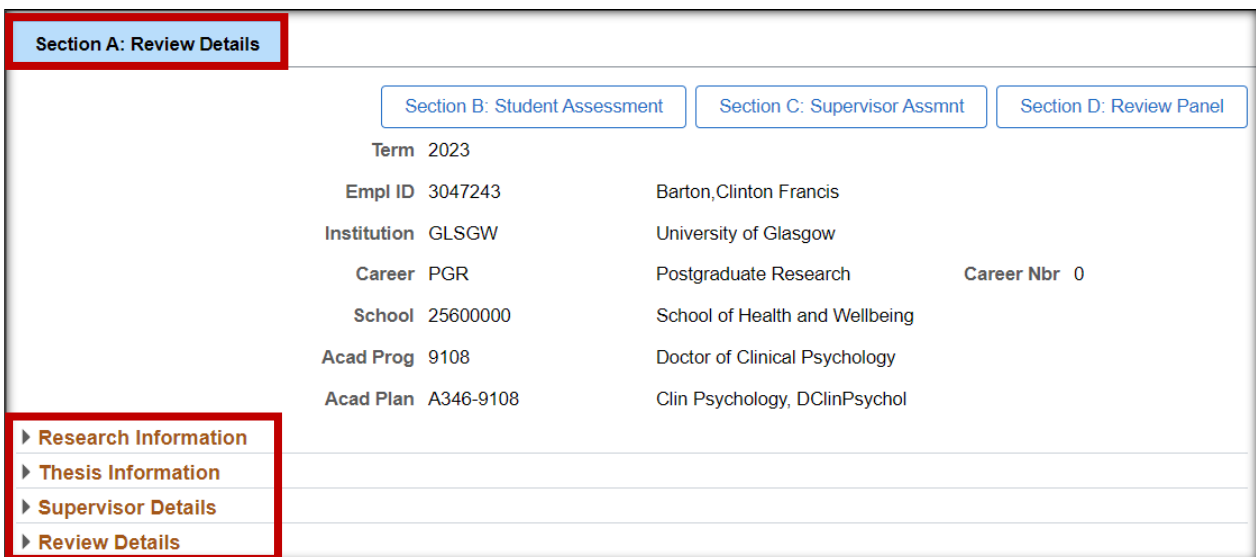 Section A: Review Details
Section B: Student Assessment Section C: Supervisor Assmnt Section D: Review Panel
Term 2023
Empl ID 3047243 Barton,Clinton Francis
Institution GLSGW University of Glasgow
Career PGR Postgraduate Research Career Nbr 0
School 25600000 School of Health and Wellbeing
Acad Prog 9108 Doctor of Clinical Psychology
Acad Plan A346-9108 Clin Psychology, DClinPsychol
Research Information
Thesis Information
Supervisor Details
Review Details